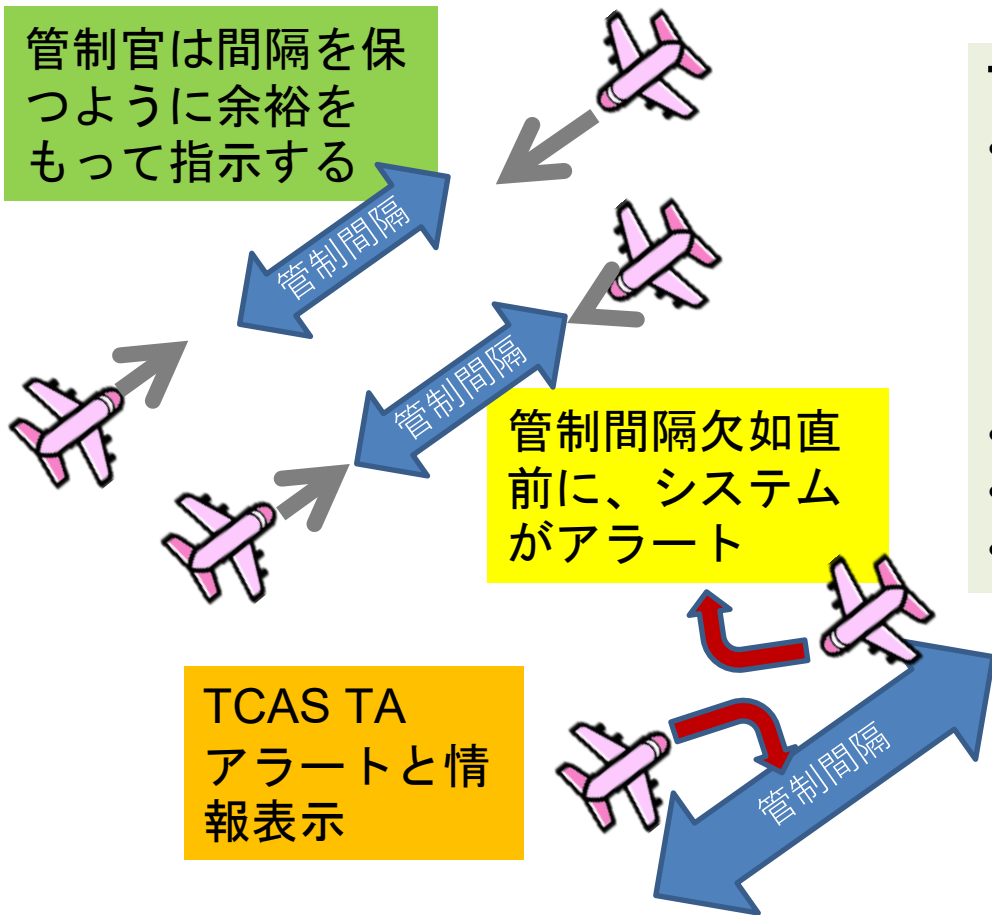 管制官は間隔を保
つように余裕を
もって指示する
管制間隔
管制間隔
管制間隔欠如直
前に、システム
がアラート
TCAS TA
アラートと情
報表示
管制間隔